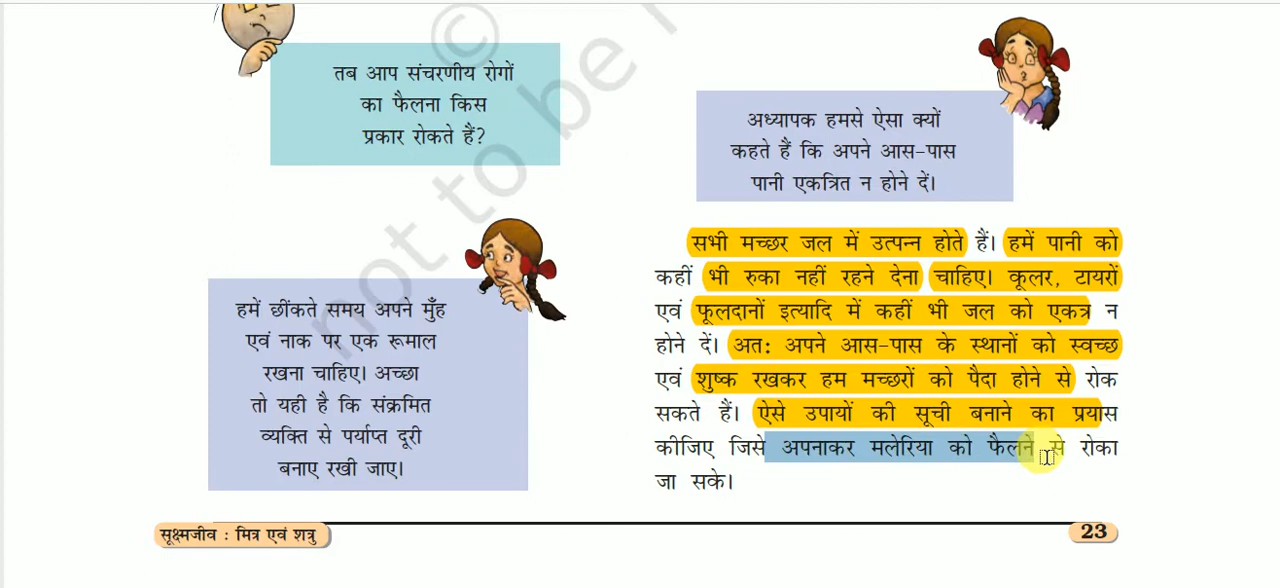 तब आप संचरणीय रोगों
का फैलना किस
प्रकार रोकते हैं?
हमें छींकते समय अपने मुँह
एवं नाक पर एक रूमाल
रखना चाहिए। अच्छा
तो यही है कि संक्रमित
व्यक्ति से पर्याप्त दूरी
बनाए रखी जाए।
अध्यापक हमसे ऐसा क्यों
कहते हैं कि अपने आस-पास
पानी एकत्रित न होने दें।
सभी मच्छर जल में उत्पन्न होते हैं। हमें पानी को
कहीं भी रुका नहीं रहने देना चाहिए। कूलर, टायरों
एवं फूलदानों इत्यादि में कहीं भी जल को एकत्र न
होने दें। अतः अपने आस-पास के स्थानों को स्वच्छ
एवं शुष्क रखकर हम मच्छरों को पैदा होने से रोक
सकते हैं। ऐसे उपायों की सूची बनाने का प्रयास
कीजिए जिसे अपनाकर मलेरिया को फैलने से रोका
जा सके।
सूक्ष्मजीव : मित्र एवं शत्रु
23
© not to be